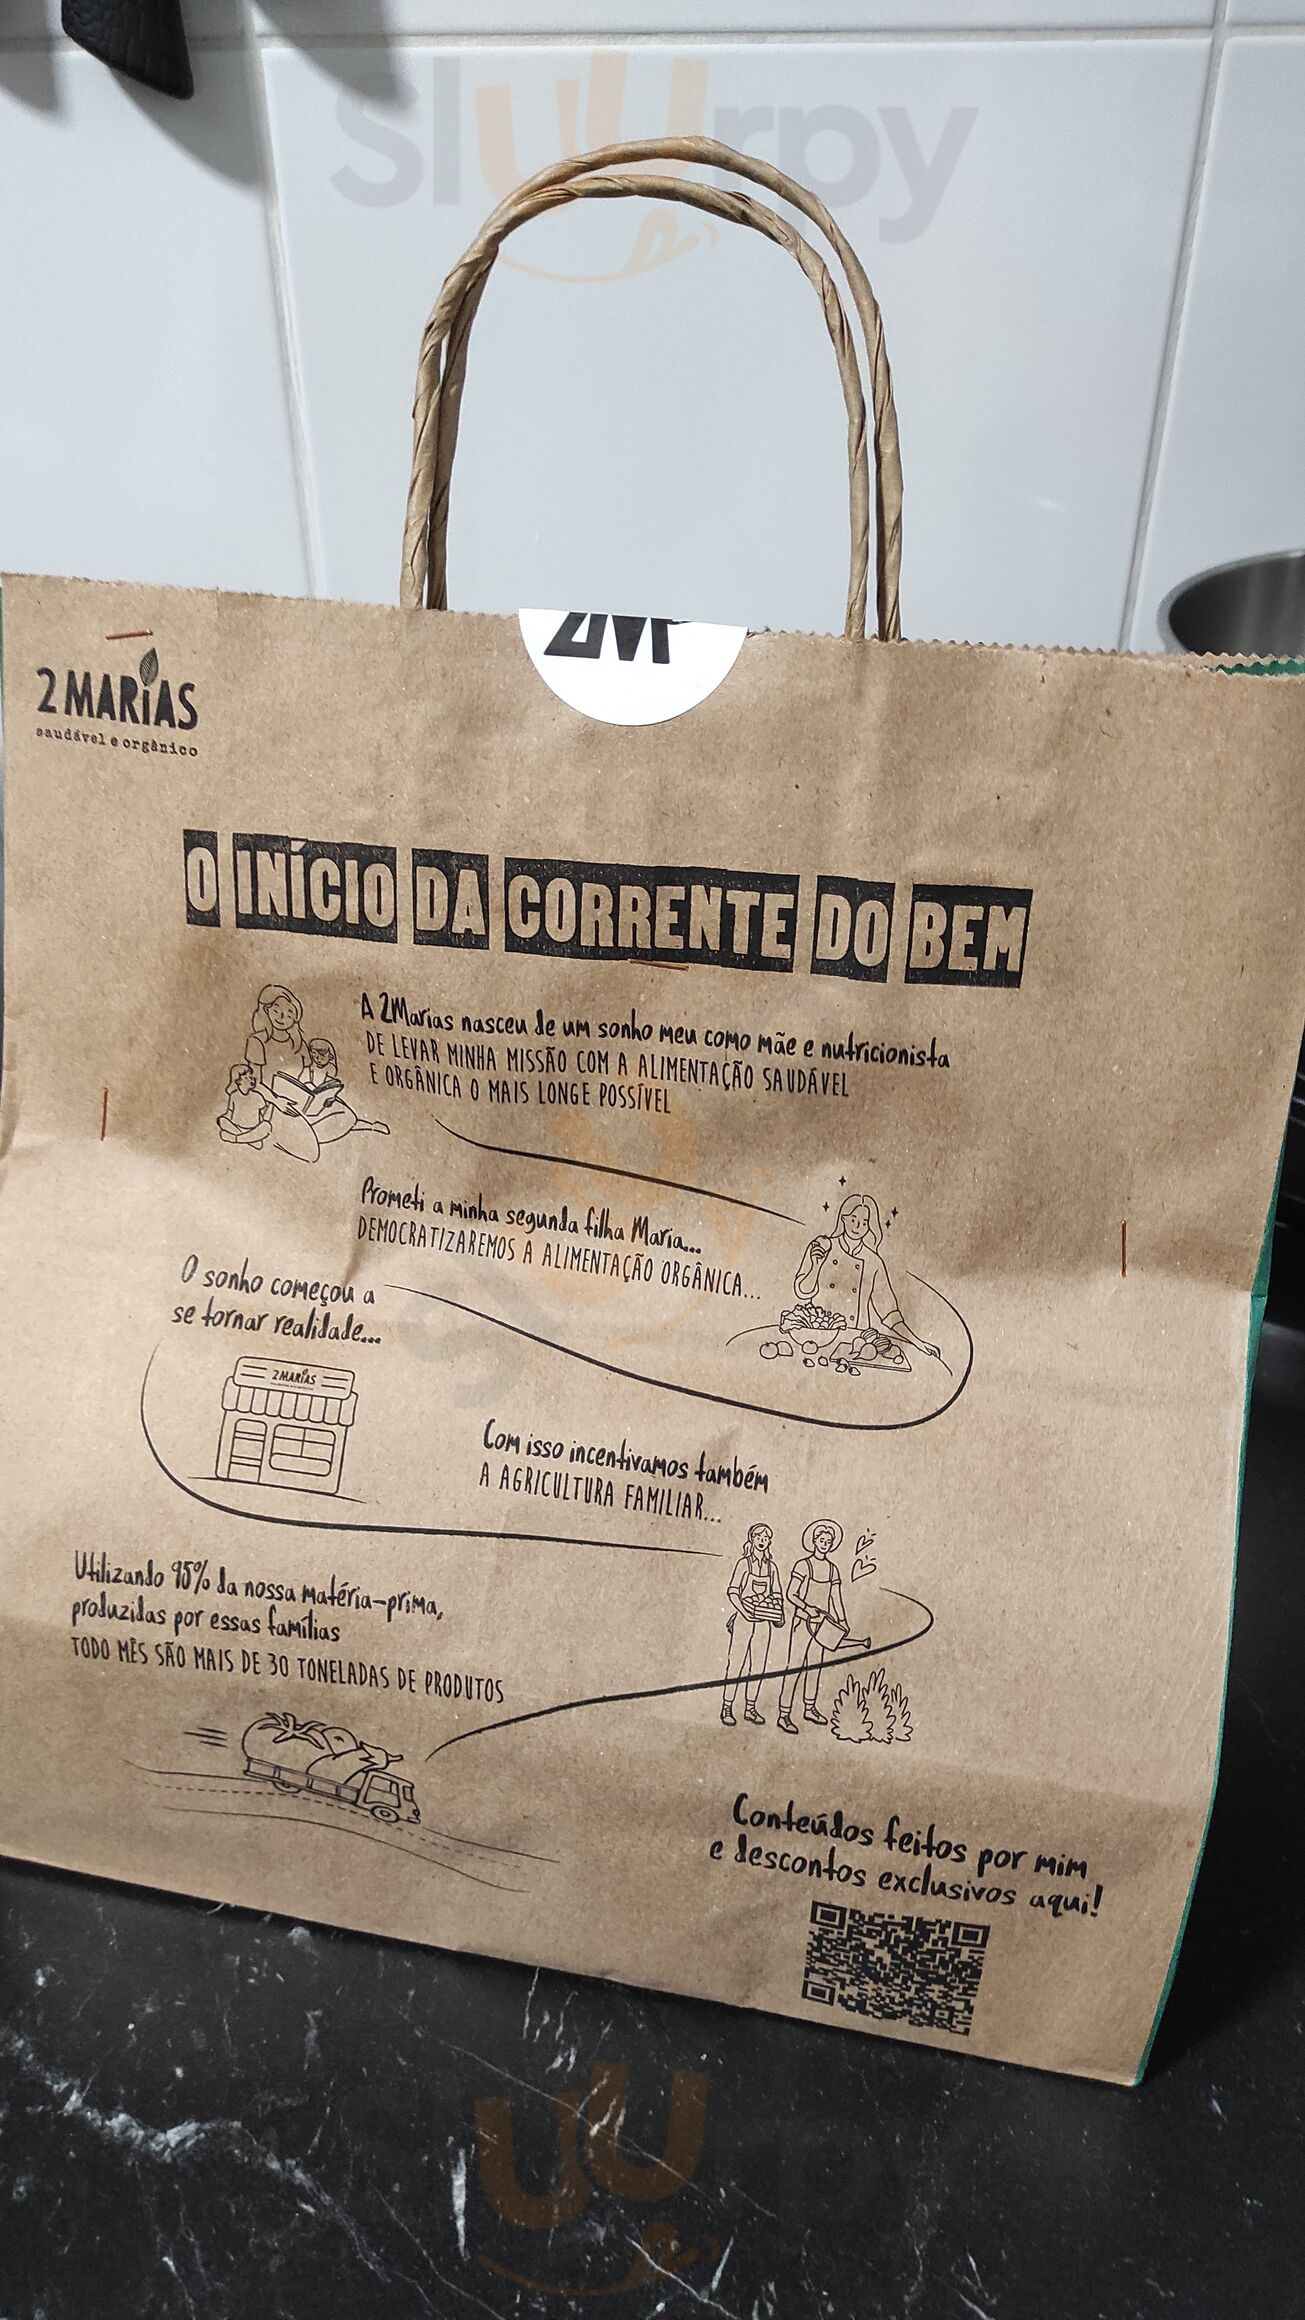 Sluurpy
2 MARIAS
saudável e orgânico
O INÍCIO DA CORRENTE DO BEM
A 2Marias nasceu de um sonho meu como mãe e nutricionista
DE LEVAR MINHA MISSÃO COM A ALIMENTAÇÃO SAUDÁVEL
E ORGÂNICA O MAIS LONGE POSSÍVEL
Prometi a minha segunda filha Maria...
DEMOCRATIZAREMOS A ALIMENTAÇÃO ORGÂNICA...
O sonho começou a
se tornar realidade...
2MARIAS
Com isso incentivamos também
A AGRICULTURA FAMILIAR...
Utilizando 95% da nossa matéria-prima,
produzidas por essas famílias
TODO MÊS SÃO MAIS DE 30 TONELADAS DE PRODUTOS
Conteúdos feitos por mim
e descontos exclusivos aqui!